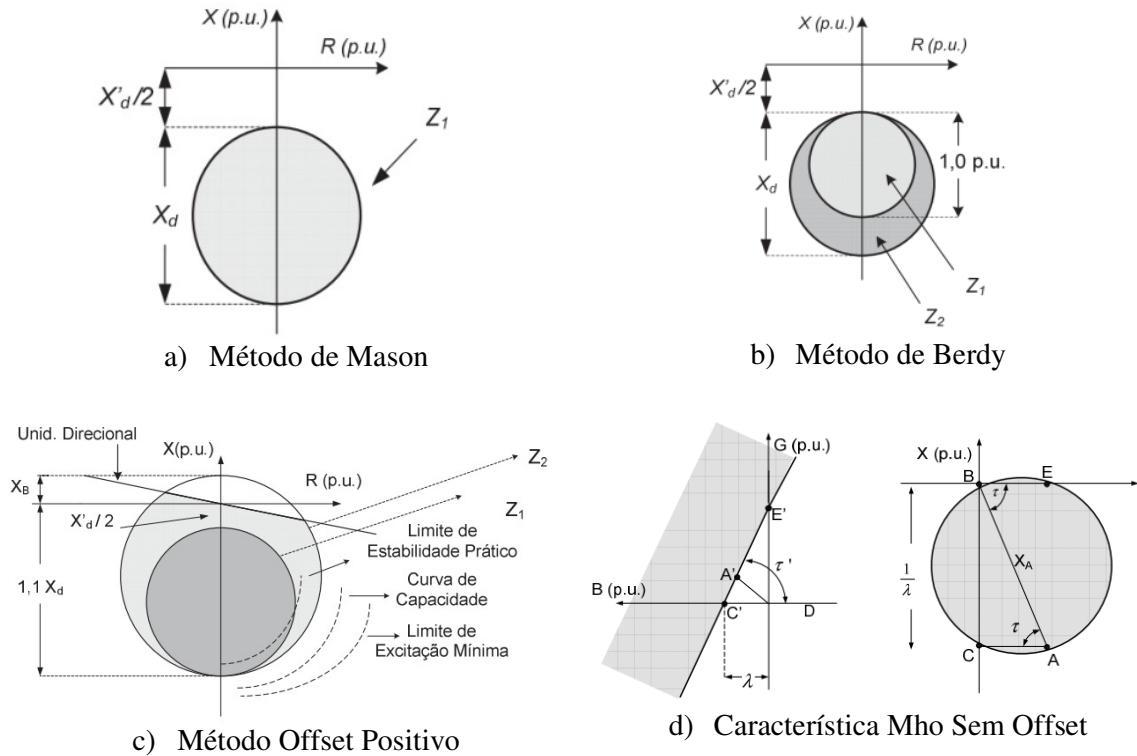 X (p.u.)
R (p.u.)
X'd/2
Xd
Z1
a) Método de Mason
X (p.u.)
R (p.u.)
X'd/2
Xd
1,0 p.u.
Z1
Z2
b) Método de Berdy
Unid. Direcional
X(p.u.)
R (p.u.)
XB
X'd / 2
1,1 Xd
Z2
Z1
Limite de
Estabilidade Prático
Curva de
Capacidade
Limite de
Excitação Mínima
c) Método Offset Positivo
G (p.u.)
E'
A'
τ'
B (p.u.)
C'
D
λ
X (p.u.)
B
E
τ
XA
1/λ
τ
C
A
d) Característica Mho Sem Offset